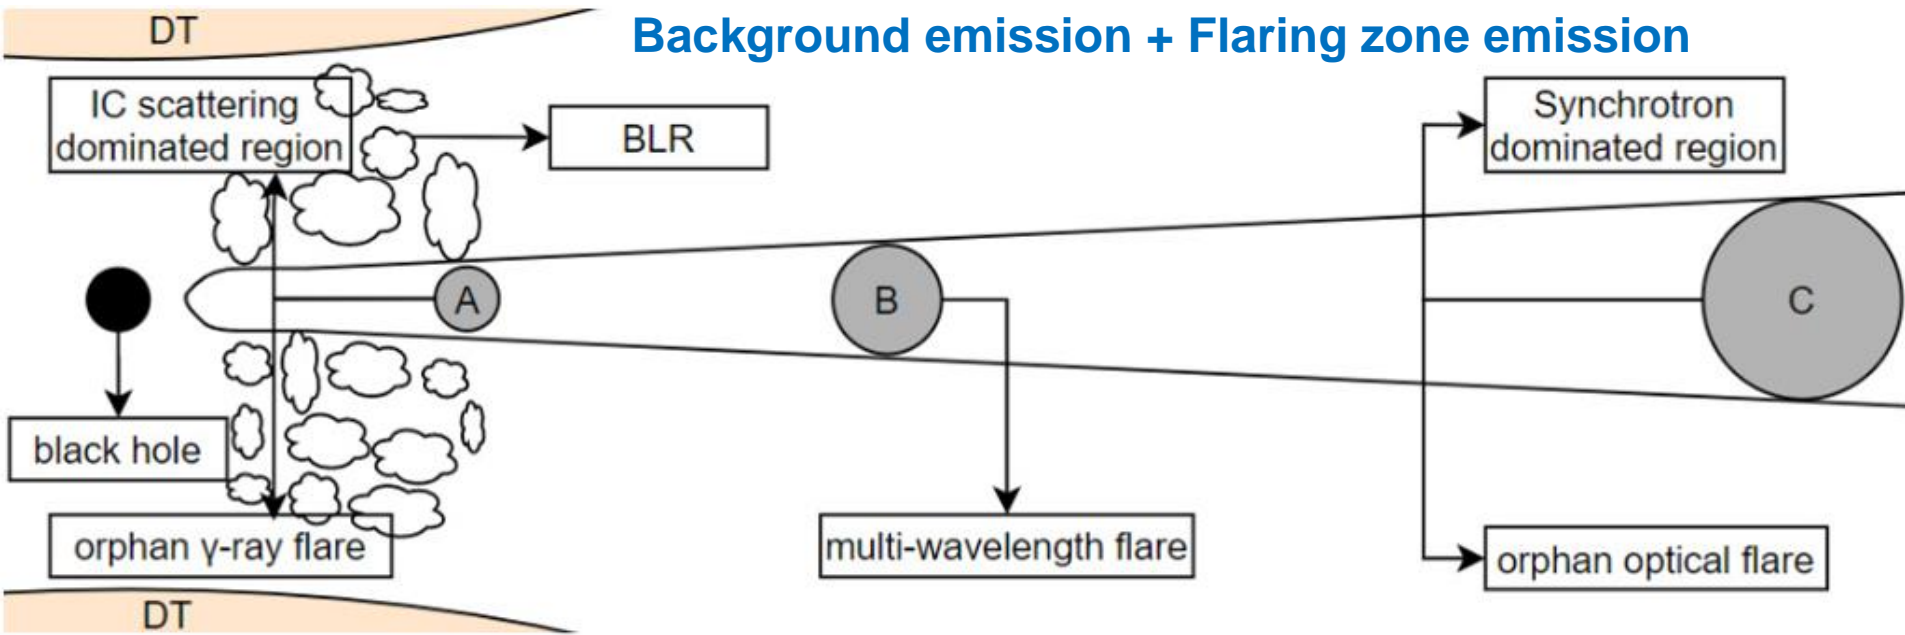 DT
Background emission + Flaring zone emission
IC scattering
dominated region
BLR
Synchrotron
dominated region
A
B
C
black hole
orphan γ-ray flare
multi-wavelength flare
orphan optical flare
DT